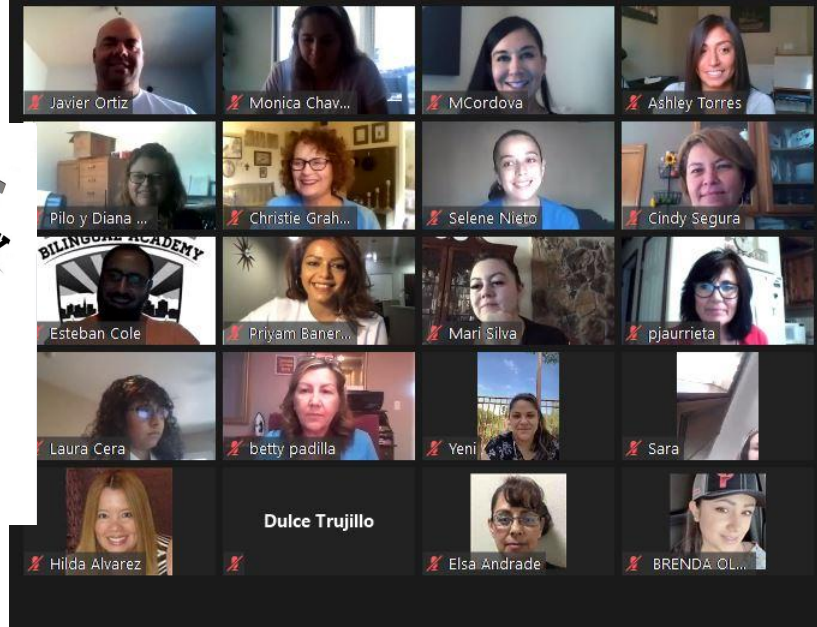 Javier Ortiz
Monica Chav...
MCordova
Ashley Torres
Pilo y Diana ...
Christie Grah...
Selene Nieto
Cindy Segura
BILINGUAL ACADEMY
Esteban Cole
Priyam Baner...
Mari Silva
pjaurrieta
Laura Cera
betty padilla
Yeni
Sara
Hilda Alvarez
Dulce Trujillo
Elsa Andrade
BRENDA OL...